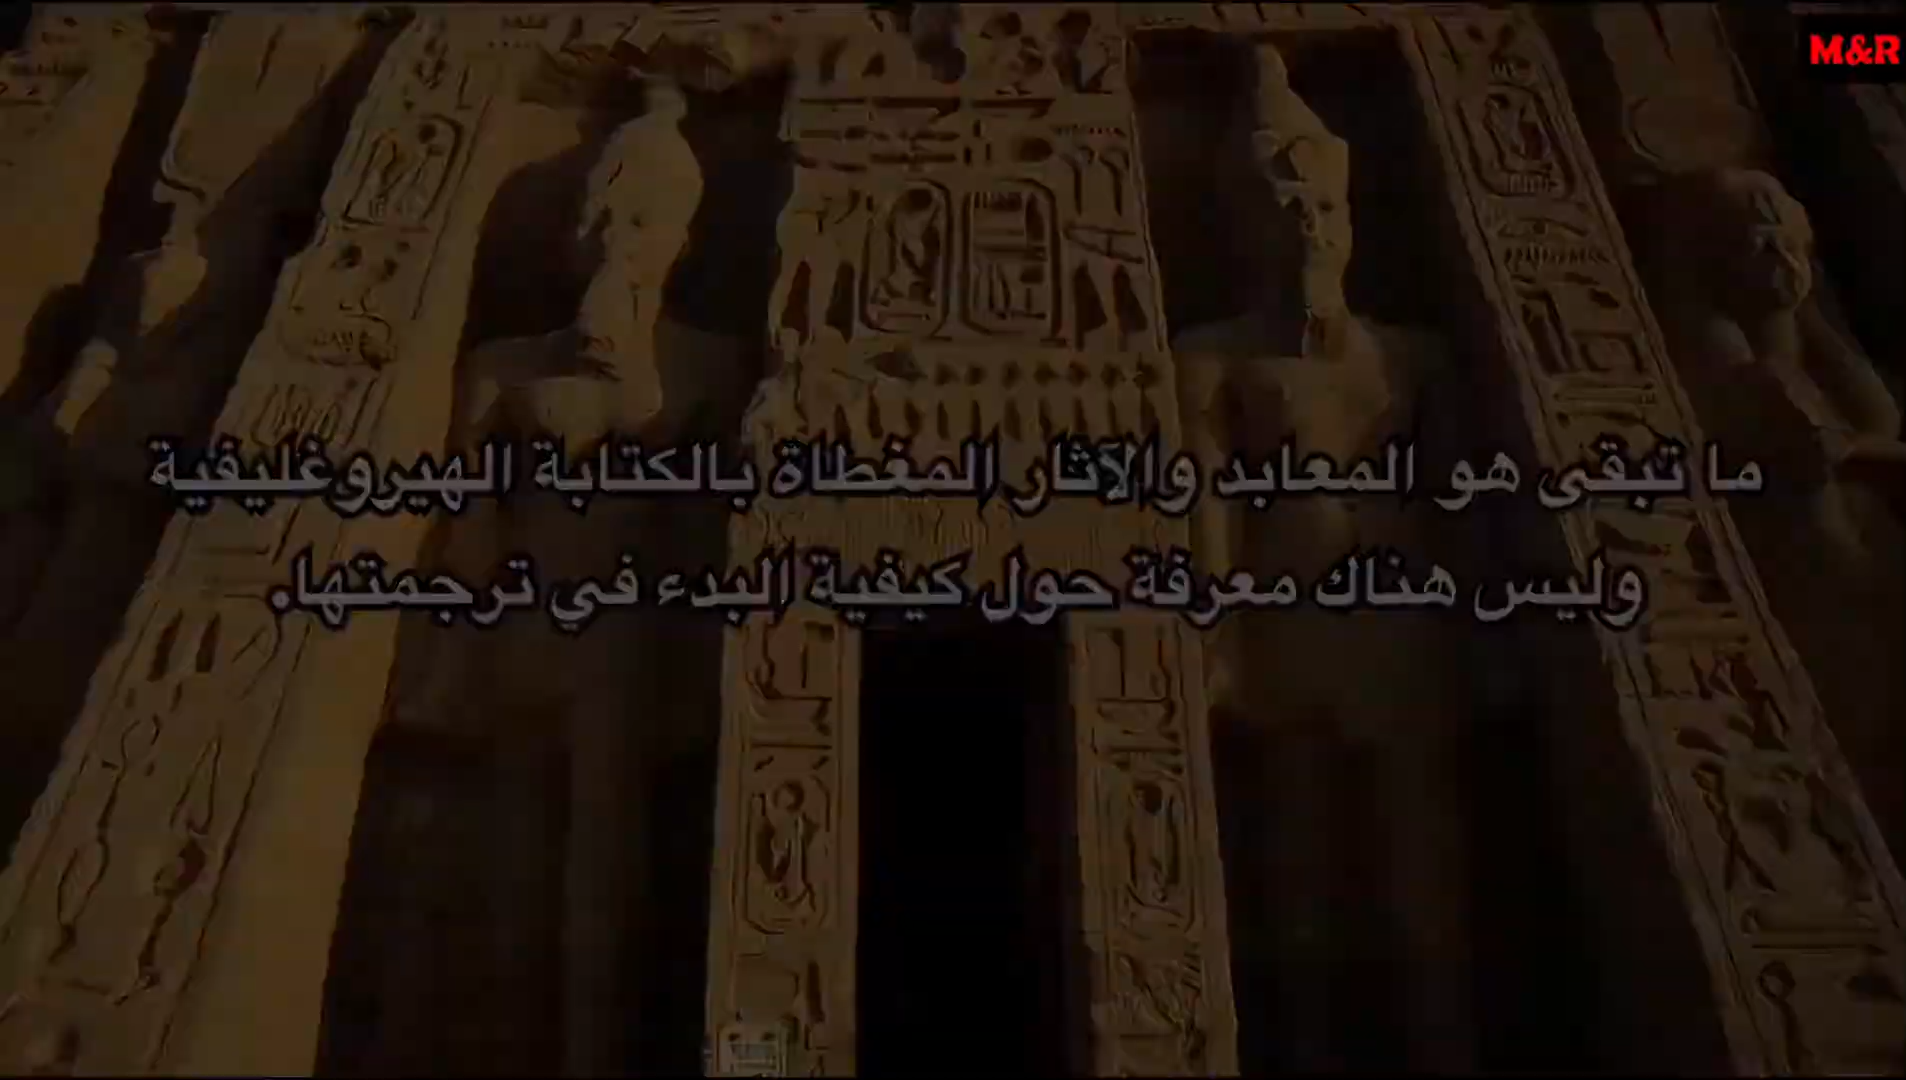 M&R
ما تبقى هو المعابد والآثار المغطاة بالكتابة الهيروغليفية
وليس هناك معرفة حول كيفية البدء في ترجمتها.